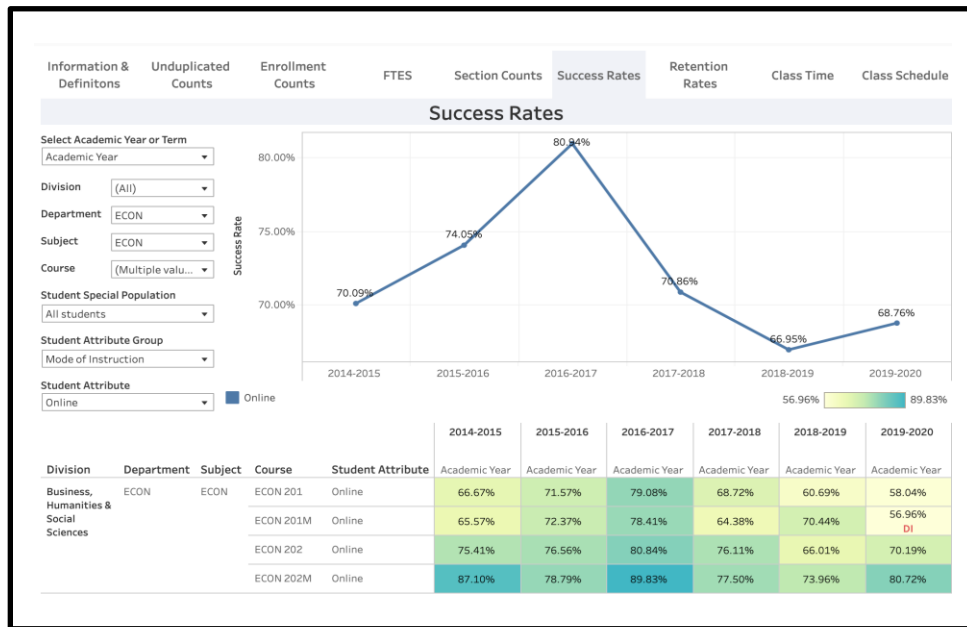 Information & Definitons Unduplicated Counts Enrollment Counts FTES Section Counts Success Rates Retention Rates Class Time Class Schedule
Success Rates
Select Academic Year or Term
Academic Year
Division (All)
Department ECON
Subject ECON
Course (Multiple valu...
Student Special Population
All students
Student Attribute Group
Mode of Instruction
Student Attribute
Online
Success Rate
80.00%
75.00%
70.00%
70.09%
74.05%
80.94%
70.86%
66.95%
68.76%
2014-2015 2015-2016 2016-2017 2017-2018 2018-2019 2019-2020
Online
56.96% 89.83%
2014-2015 2015-2016 2016-2017 2017-2018 2018-2019 2019-2020
Division Department Subject Course Student Attribute Academic Year Academic Year Academic Year Academic Year Academic Year Academic Year
Business, Humanities & Social Sciences ECON ECON ECON 201 Online 66.67% 71.57% 79.08% 68.72% 60.69% 58.04%
ECON 201M Online 65.57% 72.37% 78.41% 64.38% 70.44% 56.96% DI
ECON 202 Online 75.41% 76.56% 80.84% 76.11% 66.01% 70.19%
ECON 202M Online 87.10% 78.79% 89.83% 77.50% 73.96% 80.72%